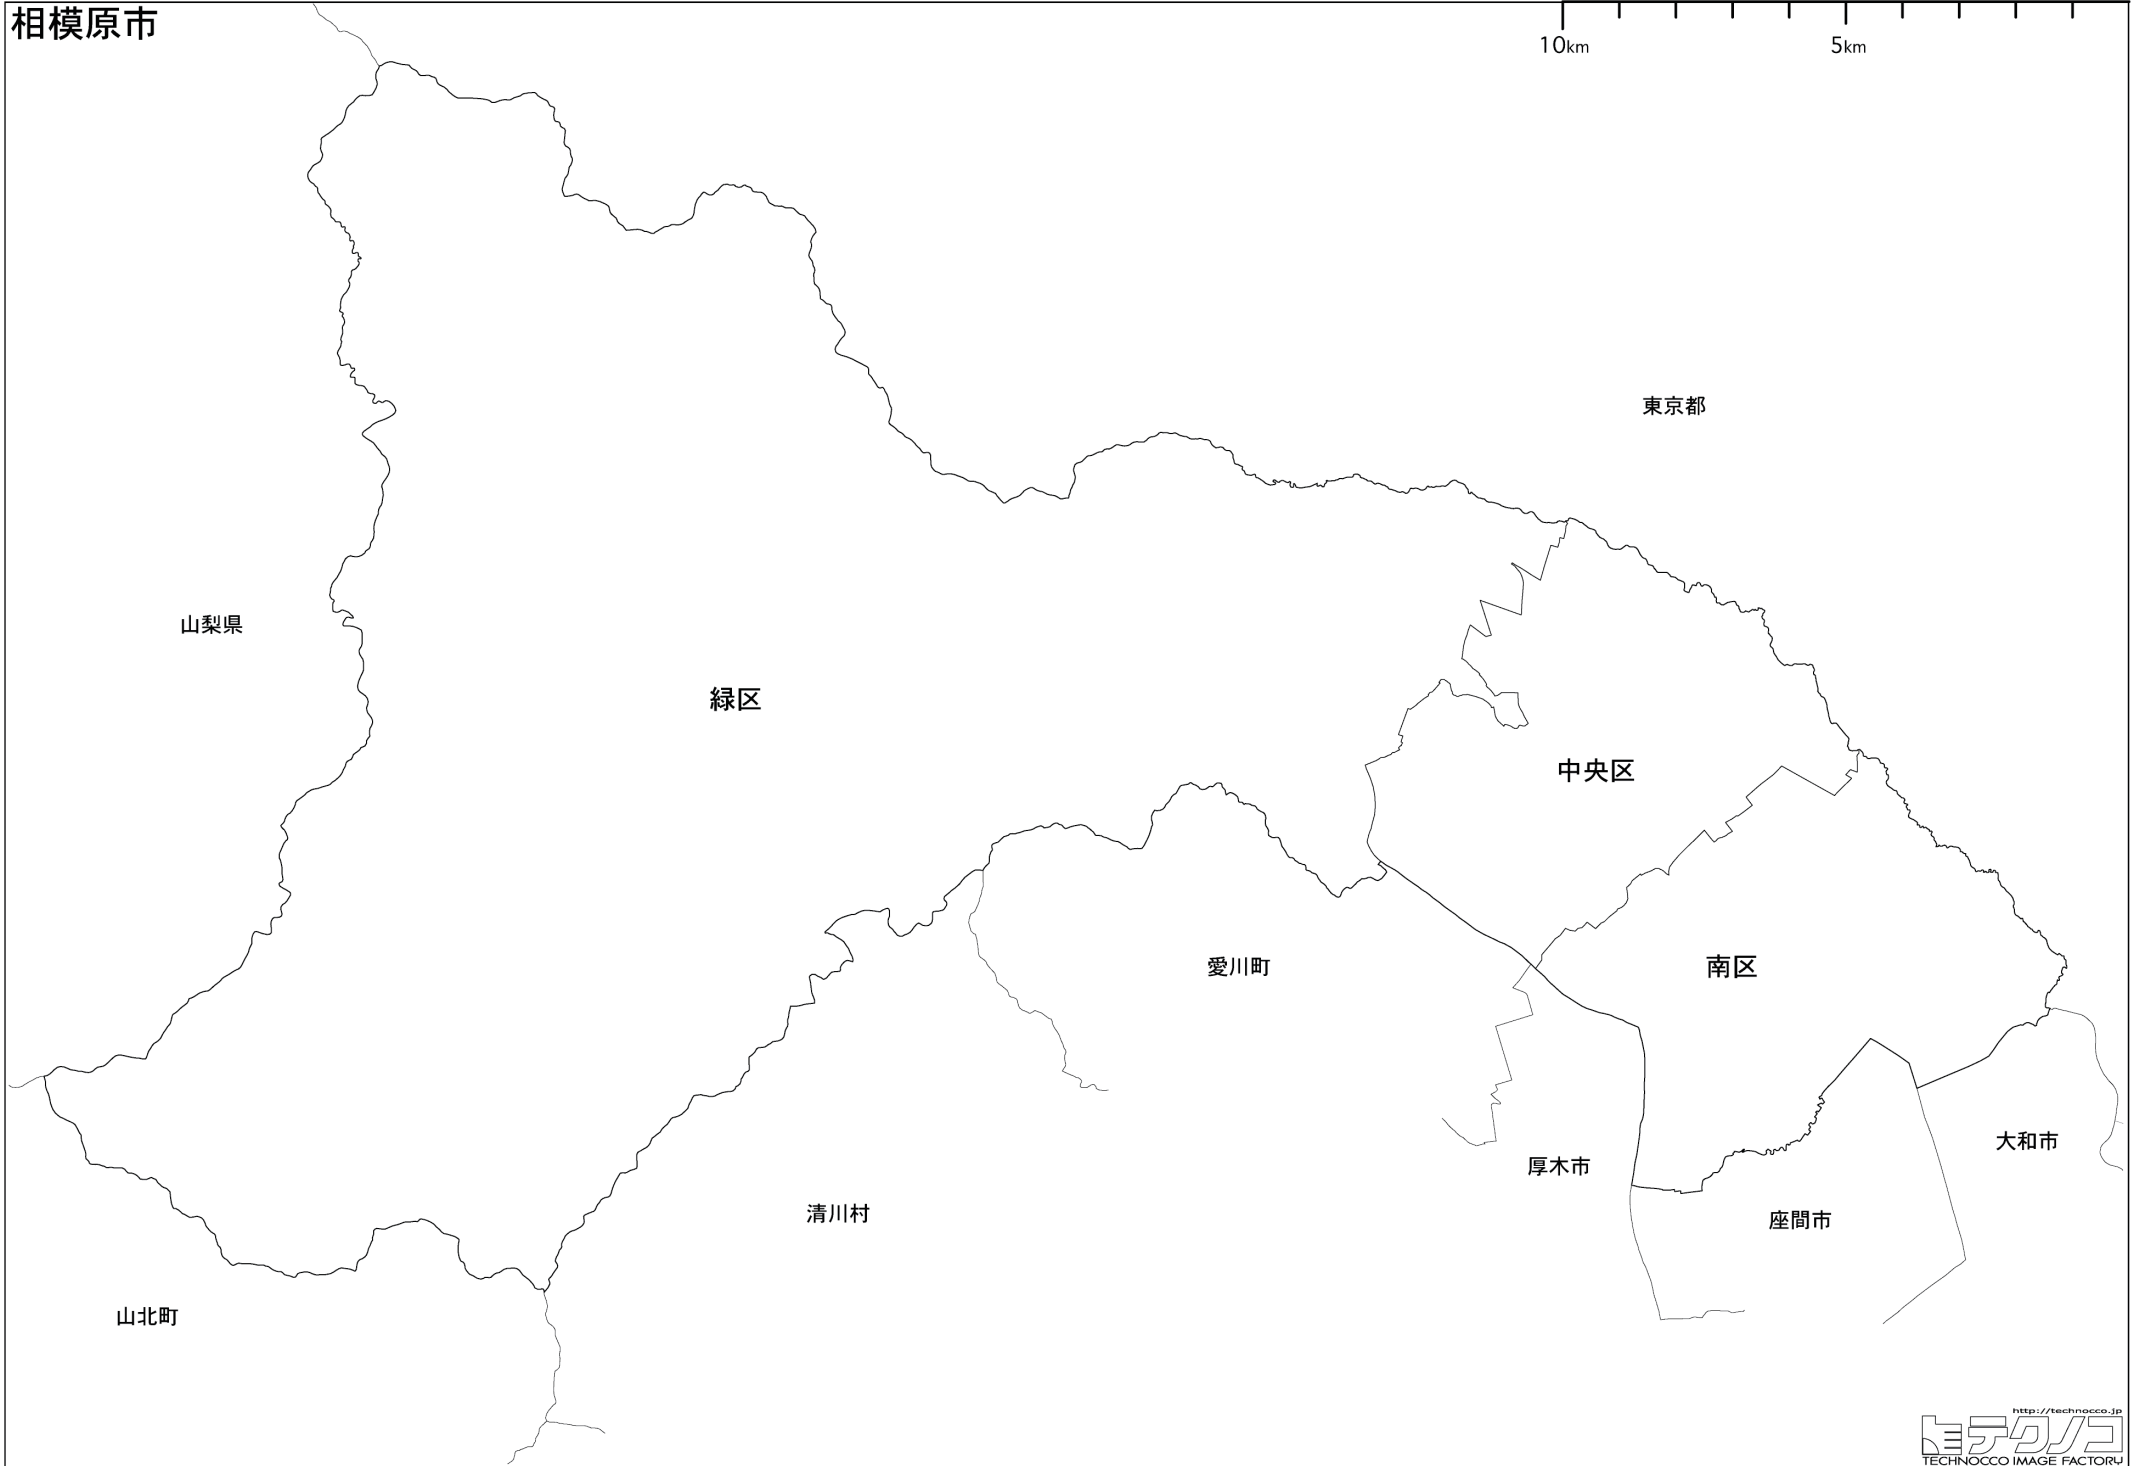 相模原市
10km
5km
東京都
山梨県
緑区
中央区
愛川町
南区
大和市
厚木市
清川村
座間市
山北町
http://technocco.jp
テクノコ
TECHNOCCO IMAGE FACTORY